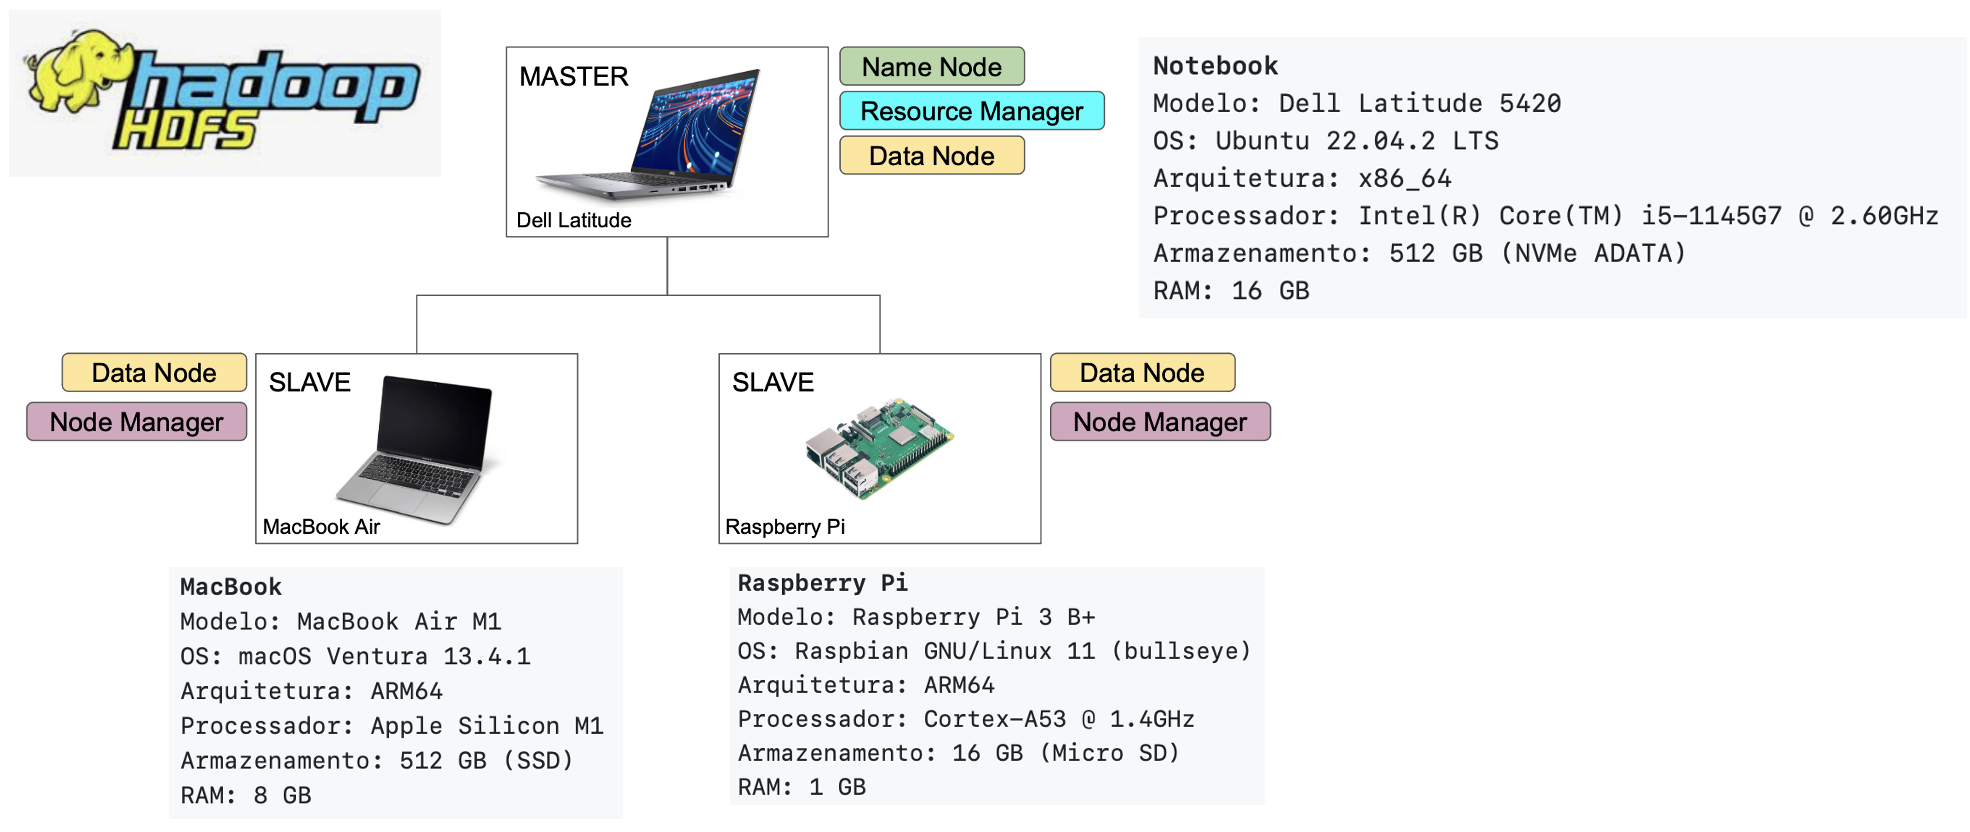 hadoop
HDFS
MASTER
Dell Latitude
Name Node
Resource Manager
Data Node
Notebook
Modelo: Dell Latitude 5420
OS: Ubuntu 22.04.2 LTS
Arquitetura: x86_64
Processador: Intel(R) Core(TM) i5-1145G7 @ 2.60GHz
Armazenamento: 512 GB (NVMe ADATA)
RAM: 16 GB
Data Node
Node Manager
SLAVE
MacBook Air
SLAVE
Raspberry Pi
Data Node
Node Manager
MacBook
Modelo: MacBook Air M1
OS: macOS Ventura 13.4.1
Arquitetura: ARM64
Processador: Apple Silicon M1
Armazenamento: 512 GB (SSD)
RAM: 8 GB
Raspberry Pi
Modelo: Raspberry Pi 3 B+
OS: Raspbian GNU/Linux 11 (bullseye)
Arquitetura: ARM64
Processador: Cortex-A53 @ 1.4GHz
Armazenamento: 16 GB (Micro SD)
RAM: 1 GB